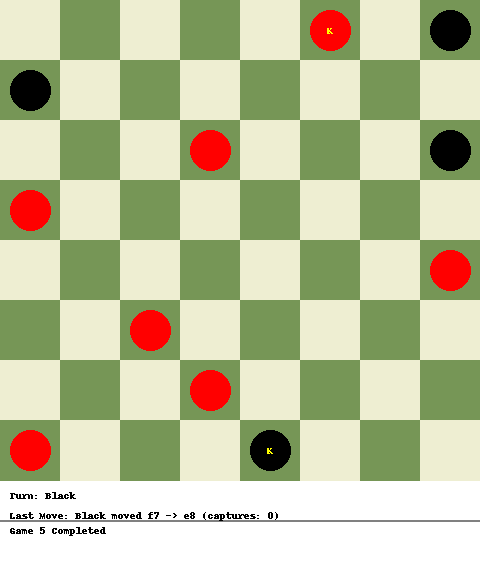 K
K
Turn: Black
Last Move: Black moved f7 -> e8 (captures: 0)
Game 5 Completed